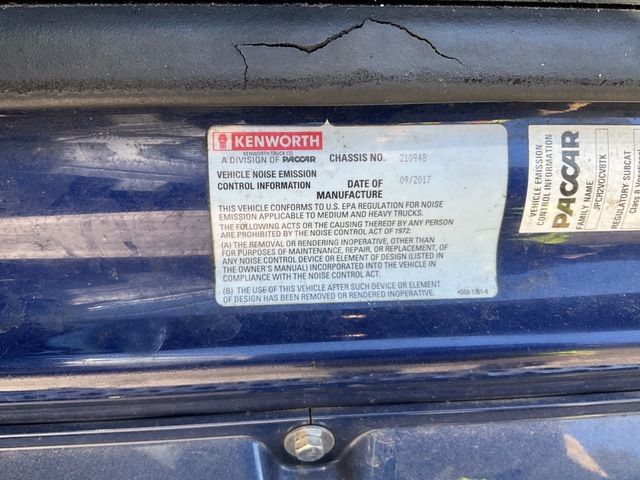 KENWORTH
KENWORTH TRUCK CO.
A DIVISION OF PACCAR CHASSIS NO. 210948
VEHICLE NOISE EMISSION
CONTROL INFORMATION DATE OF 09/2017
MANUFACTURE
THIS VEHICLE CONFORMS TO U.S. EPA REGULATION FOR NOISE
EMISSION APPLICABLE TO MEDIUM AND HEAVY TRUCKS.
THE FOLLOWING ACTS OR THE CAUSING THEREOF BY ANY PERSON
ARE PROHIBITED BY THE NOISE CONTROL ACT OF 1972:
(A) THE REMOVAL OR RENDERING INOPERATIVE, OTHER THAN
FOR PURPOSES OF MAINTENANCE, REPAIR, OR REPLACEMENT, OF
ANY NOISE CONTROL DEVICE OR ELEMENT OF DESIGN (LISTED IN
THE OWNER'S MANUAL) INCORPORATED INTO THE VEHICLE IN
COMPLIANCE WITH THE NOISE CONTROL ACT.
(B) THE USE OF THIS VEHICLE AFTER SUCH DEVICE OR ELEMENT
OF DESIGN HAS BEEN REMOVED OR RENDERED INOPERATIVE.
VEHICLE EMISSION
CONTROL INFORMATION
PACCAR
FAMILY NAME
JPCR2VOCV8TK
REGULATORY SUBCAT